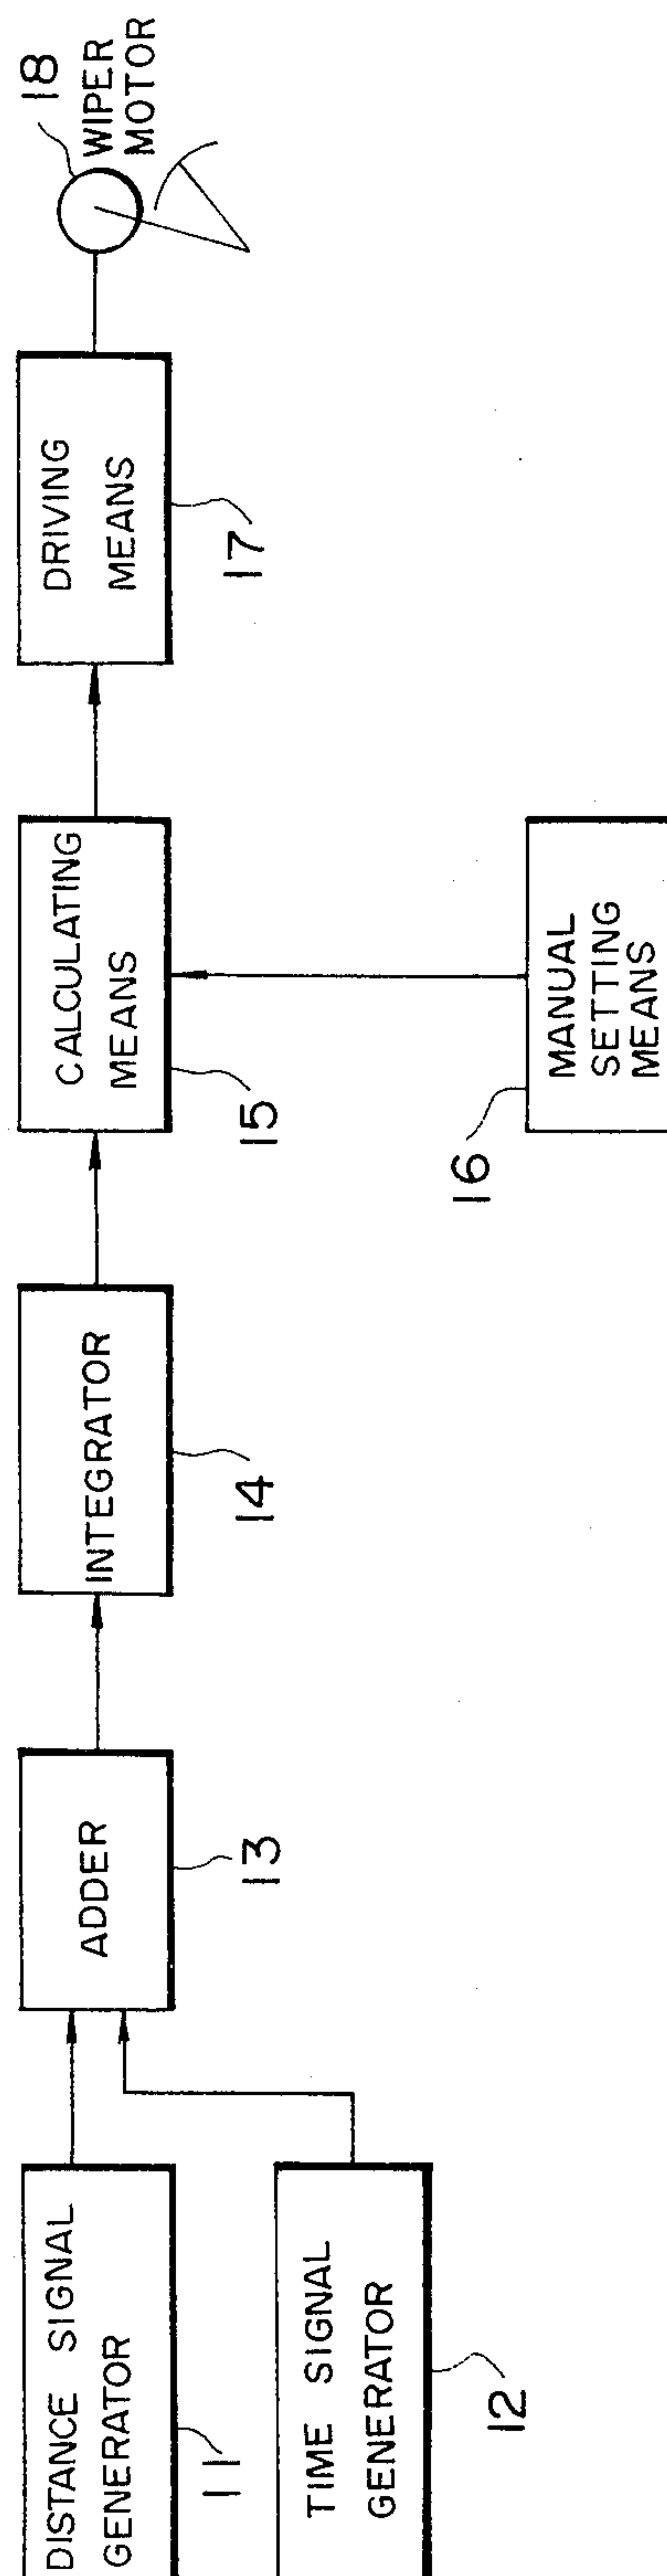 DISTANCE SIGNAL
GENERATOR
11
TIME SIGNAL
GENERATOR
12
ADDER
13
INTEGRATOR
14
CALCULATING
MEANS
15
MANUAL
SETTING
MEANS
16
DRIVING
MEANS
17
18
WIPER
MOTOR